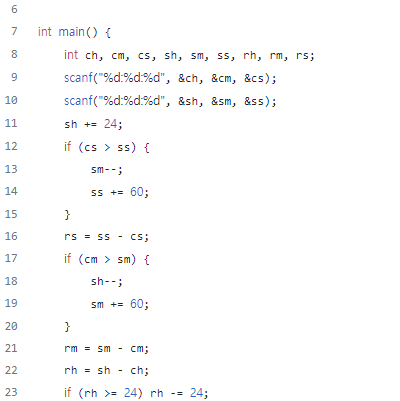 6
7 int main() {
8 int ch, cm, cs, sh, sm, ss, rh, rm, rs;
9 scanf("%d:%d:%d", &ch, &cm, &cs);
10 scanf("%d:%d:%d", &sh, &sm, &ss);
11 sh += 24;
12 if (cs > ss) {
13 sm--;
14 ss += 60;
15 }
16 rs = ss - cs;
17 if (cm > sm) {
18 sh--;
19 sm += 60;
20 }
21 rm = sm - cm;
22 rh = sh - ch;
23 if (rh >= 24) rh -= 24;